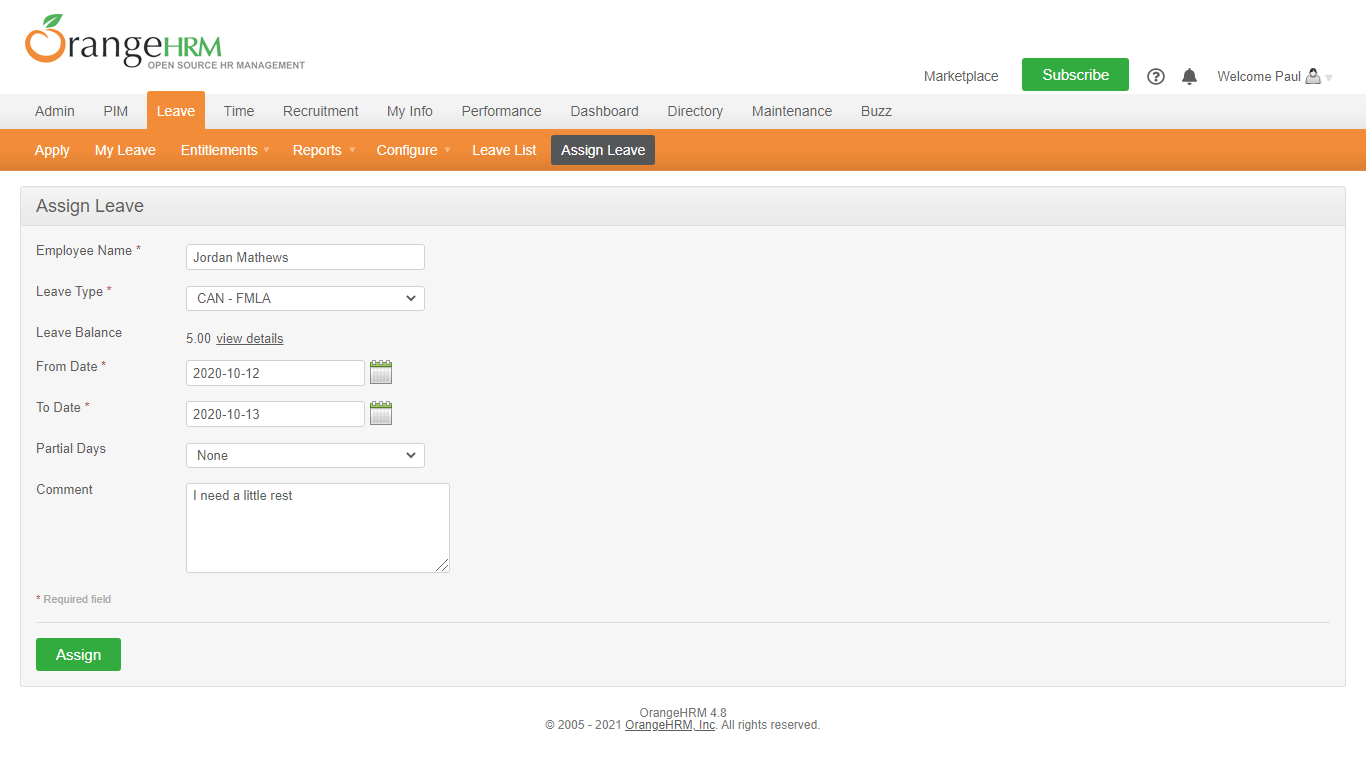 OrangeHRM
OPEN SOURCE HR MANAGEMENT
Marketplace Subscribe Welcome Paul
Admin PIM Leave Time Recruitment My Info Performance Dashboard Directory Maintenance Buzz
Apply My Leave Entitlements Reports Configure Leave List Assign Leave
Assign Leave
Employee Name * Jordan Mathews
Leave Type * CAN - FMLA
Leave Balance 5.00 view details
From Date * 2020-10-12
To Date * 2020-10-13
Partial Days None
Comment I need a little rest
* Required field
Assign
OrangeHRM 4.8
© 2005 - 2021 OrangeHRM, Inc. All rights reserved.